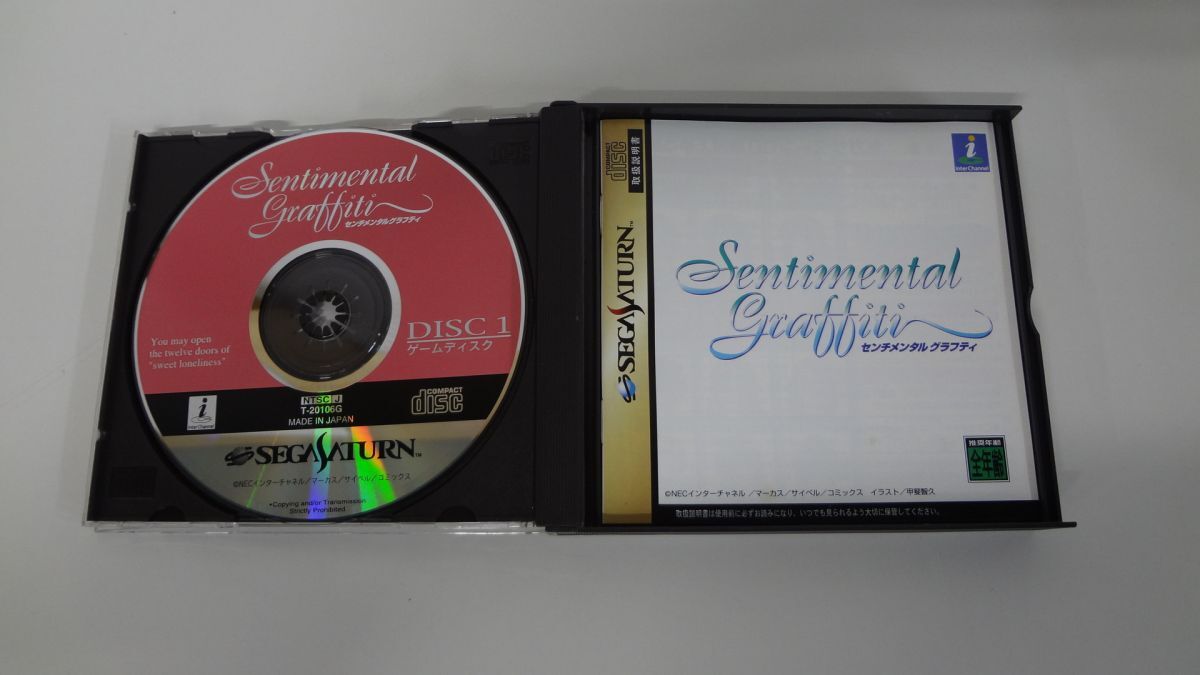 Sentimental
Graffiti
センチメンタルグラフティ
You may open
the twelve doors of
"sweet loneliness"
DISC 1
ゲームディスク
InterChannel
NTSC J
T-20106G
MADE IN JAPAN
COMPACT
disc
SEGA SATURN™
©NECインターチャネル/マーカス/サイベル/コミックス
•Copying and/or Transmission
Strictly Prohibited
COMPACT
disc
取扱説明書
SEGA SATURN™
InterChannel
Sentimental
Graffiti
センチメンタル グラフティ
推奨年齢
全年齢
©NECインターチャネル /マーカス/サイベル/コミックス イラスト/甲斐智久
取扱説明書は使用前に必ずお読みになり、いつでも見られるよう大切に保管してください。